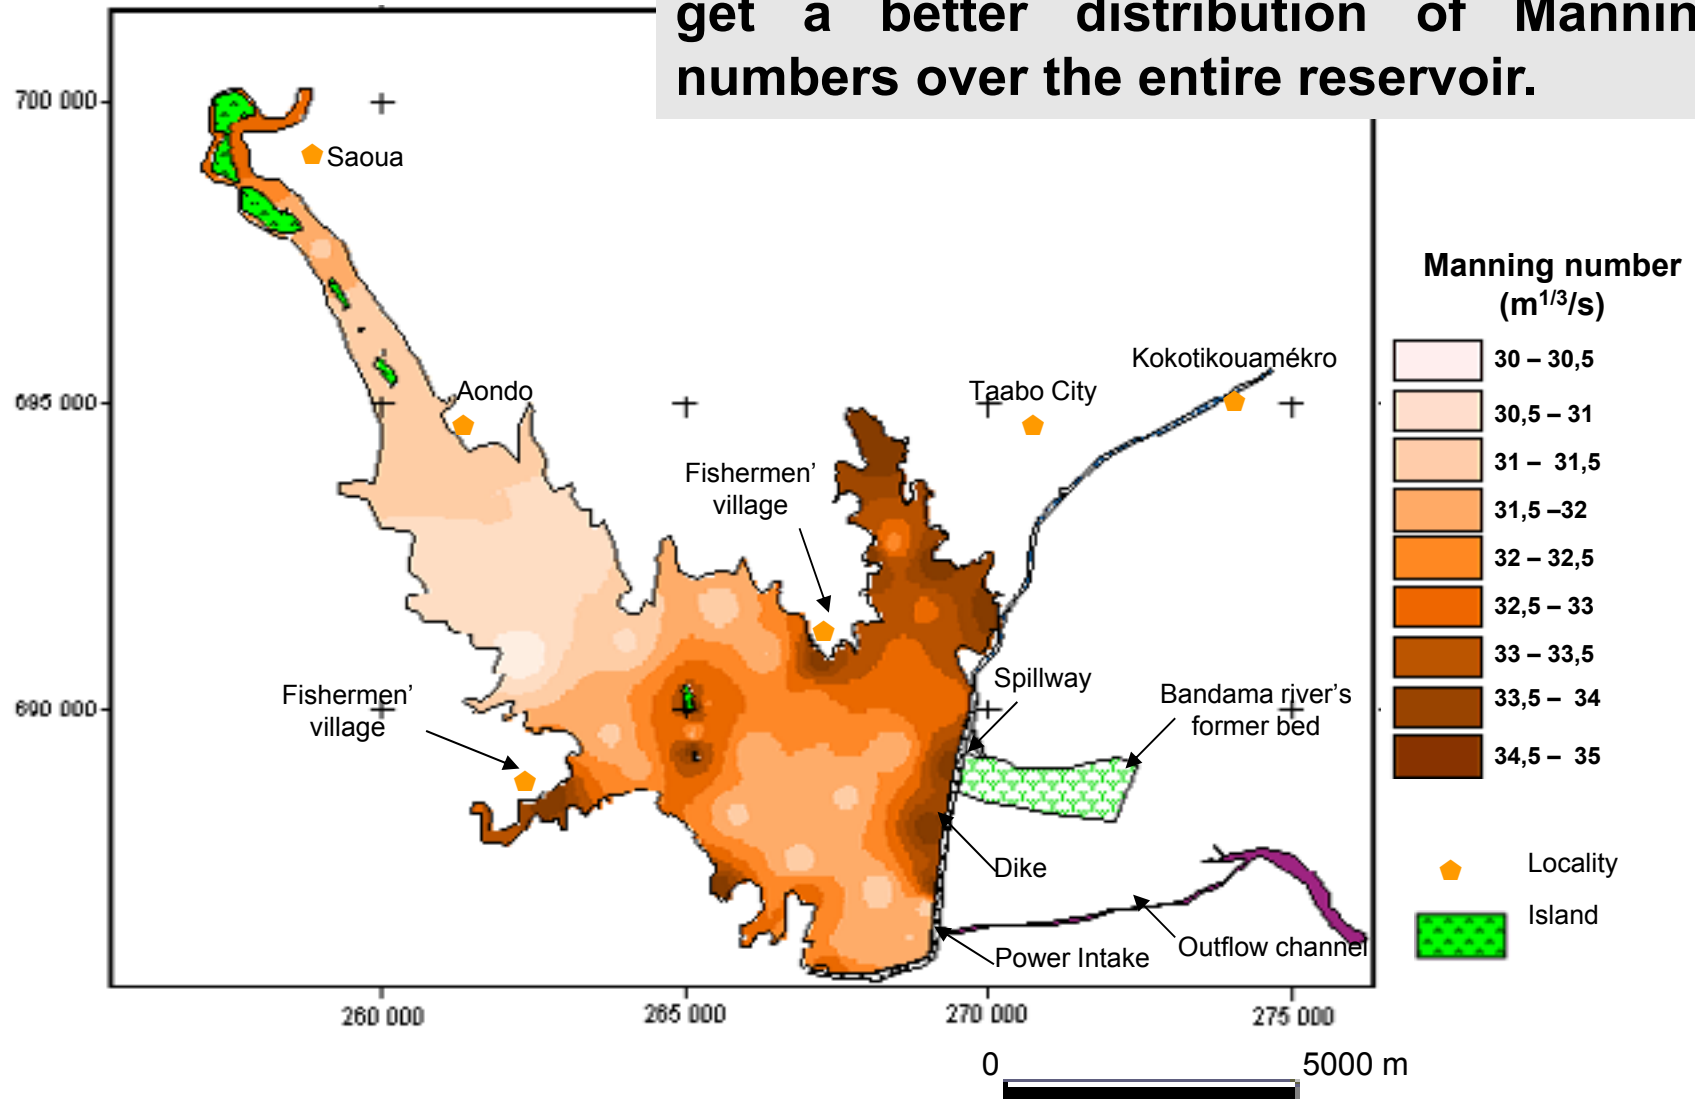 get a better distribution of Mannin
numbers over the entire reservoir.
700 000
Saoua
Manning number
(m1/3/s)
30 – 30,5
30,5 – 31
31 – 31,5
31,5 –32
32 – 32,5
32,5 – 33
33 – 33,5
33,5 – 34
34,5 – 35
Locality
Island
Kokotikouamékro
Taabo City
Aondo
695 000
Fishermen’
village
Spillway
Bandama river’s
former bed
Fishermen’
village
690 000
Dike
Power Intake
Outflow channel
260 000
265 000
270 000
275 000
0
5000 m